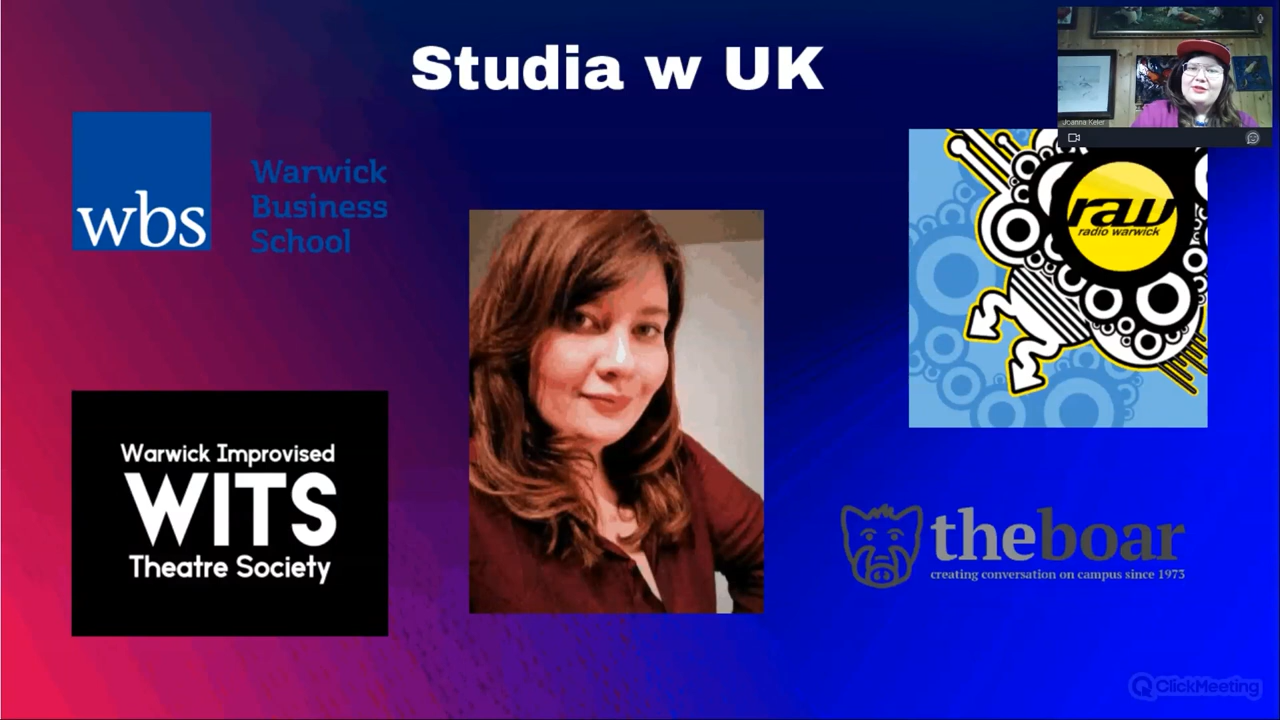 Studia w UK
Joanna Keler
wbs
Warwick
Business
School
raw
radio warwick
Warwick Improvised
WITS
Theatre Society
theboar
creating conversation on campus since 1973
ClickMeeting